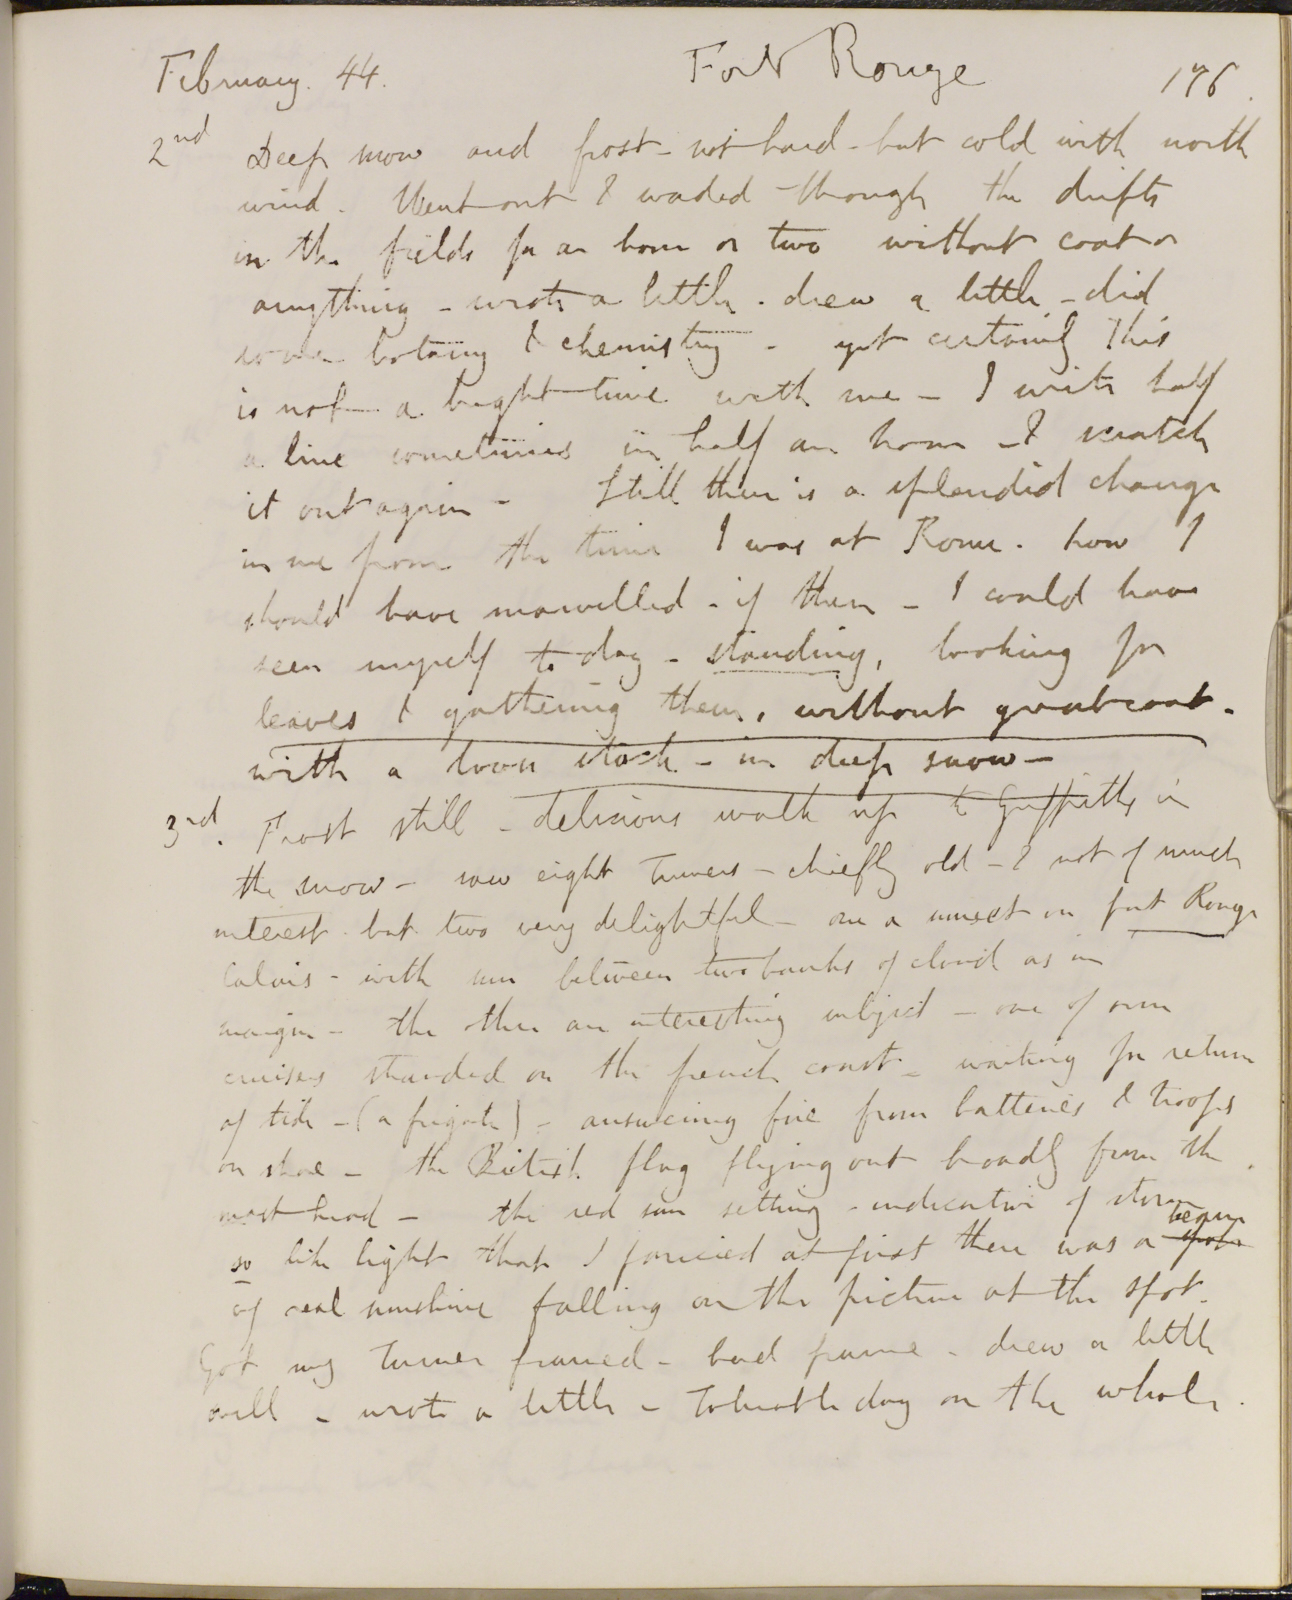 February. 44. Fort Rouge 176.
2nd Deep snow and frost - not hard - but cold with north
wind. Went out & waded through the drifts
in the fields for an hour or two without coat or
anything - wrote a little - drew a little - did
some botany & chemistry - yet certainly this
is not a bright time with me - I write half
a line sometimes in half an hour - & scratch
it out again - Still there is a splendid change
in me from the time I was at Rome. how I
should have marvelled - if then - I could have
seen myself to day - standing, looking for
leaves & gathering them, without greatcoat -
with a loose stock - in deep snow -
3rd. Frost still - delicious walk up to Griffiths in
the snow - saw eight Turners - chiefly old - & not of much
interest but two very delightful - one a sunset on fort Rouge
Calais - with sun between two banks of cloud as in
margin - the other an interesting subject - one of our
cruisers stranded on the french coast - waiting for return
of tide - (a frigate) - answering fire from batteries & troops
on shore - the British flag flying out broadly from the
mast head - the red sun setting - indicative of storm
so like light that I fancied at first there was a beam
of real sunshine falling on the picture at the spot.
Got my Turner framed - bad frame - drew a little
well - wrote a little - Tolerable day on the whole.